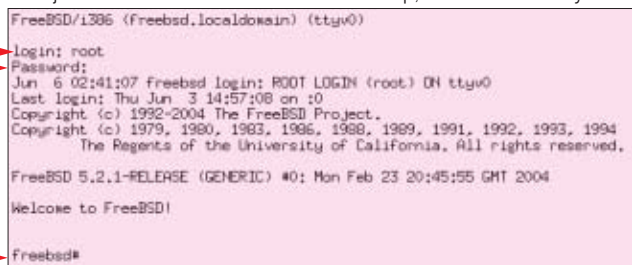 FreeBSD/i386 (freebsd.localdomain) (ttyv0)
login: root
Password:
Jun 6 02:41:07 freebsd login: ROOT LOGIN (root) ON ttyv0
Last login: Thu Jun 3 14:57:08 on :0
Copyright (c) 1992-2004 The FreeBSD Project.
Copyright (c) 1979, 1980, 1983, 1986, 1988, 1989, 1991, 1992, 1993, 1994
The Regents of the University of California. All rights reserved.
FreeBSD 5.2.1-RELEASE (GENERIC) #0: Mon Feb 23 20:45:55 GMT 2004
Welcome to FreeBSD!
freebsd#